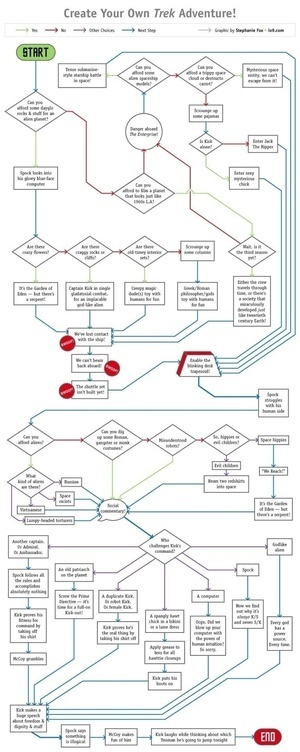 Create Your Own Trek Adventure!
Yes
No
Other Choices
Next Step
Graphic by Stephanie Fox - io9.com
START
Tense submarine-
style starship battle
in space!
Can you
afford some
alien spaceship
models?
Can you
afford a trippy space
cloud or destructo
carrot?
Mysterious space
entity, we can't
escape from it!
Can you
afford some dayglo
rocks & stuff for an
alien planet?
Scrounge up
some pajamas
Danger aboard
The Enterprise!
Is Kirk
alone?
Enter Jack
The Ripper
Spock looks into
his glowy blue-face
computer
Can you
afford to film a planet
that looks just like
1960s L.A?
Enter sexy
mysterious
chick
Are there
crazy flowers?
Are there
craggy rocks or
cliffs?
Are there
old-timey interior
sets?
Scrounge up
some columns
Wait, is it
the third season
yet?
It's the Garden of
Eden — but there's
a serpent!
Captain Kirk in single
gladiatorial combat,
for an implacable
god-like alien
Creepy magic
dude(s) toy with
humans for fun
Greek/Roman
philosopher/gods
toy with humans
for fun
Either the crew
travels through
time, or there's
a society that
miraculously
developed just
like twentieth
century Earth!
We've lost contact
with the ship!
We can't beam
back aboard!
The shuttle set
isn't built yet!
Enable the
blinking desk
trapezoid!
Spock
struggles
with his
human side
Can you
afford aliens?
Can you dig
up some Roman,
gangster or monk
costumes?
Misunderstood
robots?
So, hippies or
evil children?
Space hippies
Evil children
"We Reach!"
What
kind of aliens
are these?
Russians
Space
racists
Vietnamese
Lumpy-headed tortures
Beam two redshirts
into space
Social
commentary!
It's the Garden of
Eden — but there's
a serpent!
Who
challenges Kirk's
command?
Another captain.
Or Admiral.
Or Ambassador.
An old patriarch
on the planet
Spock
Godlike
alien
Spock follows all
the rules and
accomplishes
absolutely nothing
Screw the Prime
Directive — it's
time for a full-on
Kirk-out!
A duplicate Kirk.
Or robot Kirk.
Or female Kirk.
A computer
Kirk proves he's
the real thing by
taking his shirt off
A spangly haert
chick in a bikini
or a lame dress
Oops. Did we
blow up your
computer with the
power of human
intuition? So
sorry.
Now we find
out why it's
always K/S
and never S/K
Every god
has a
power
source.
Every time.
Kirk proves his
fitness for
command by
taking off his
shirt
Apply grease to
lens for all
haertchic closeups
McCoy grumbles
Kirk puts his
boots on
Kirk makes a
huge speech
about freedom &
dignity & stuff
Spock says
something is
illogical
McCoy makes
fun of him
Kirk laughs while thinking about which
Yeoman he's going to jump tonight
END